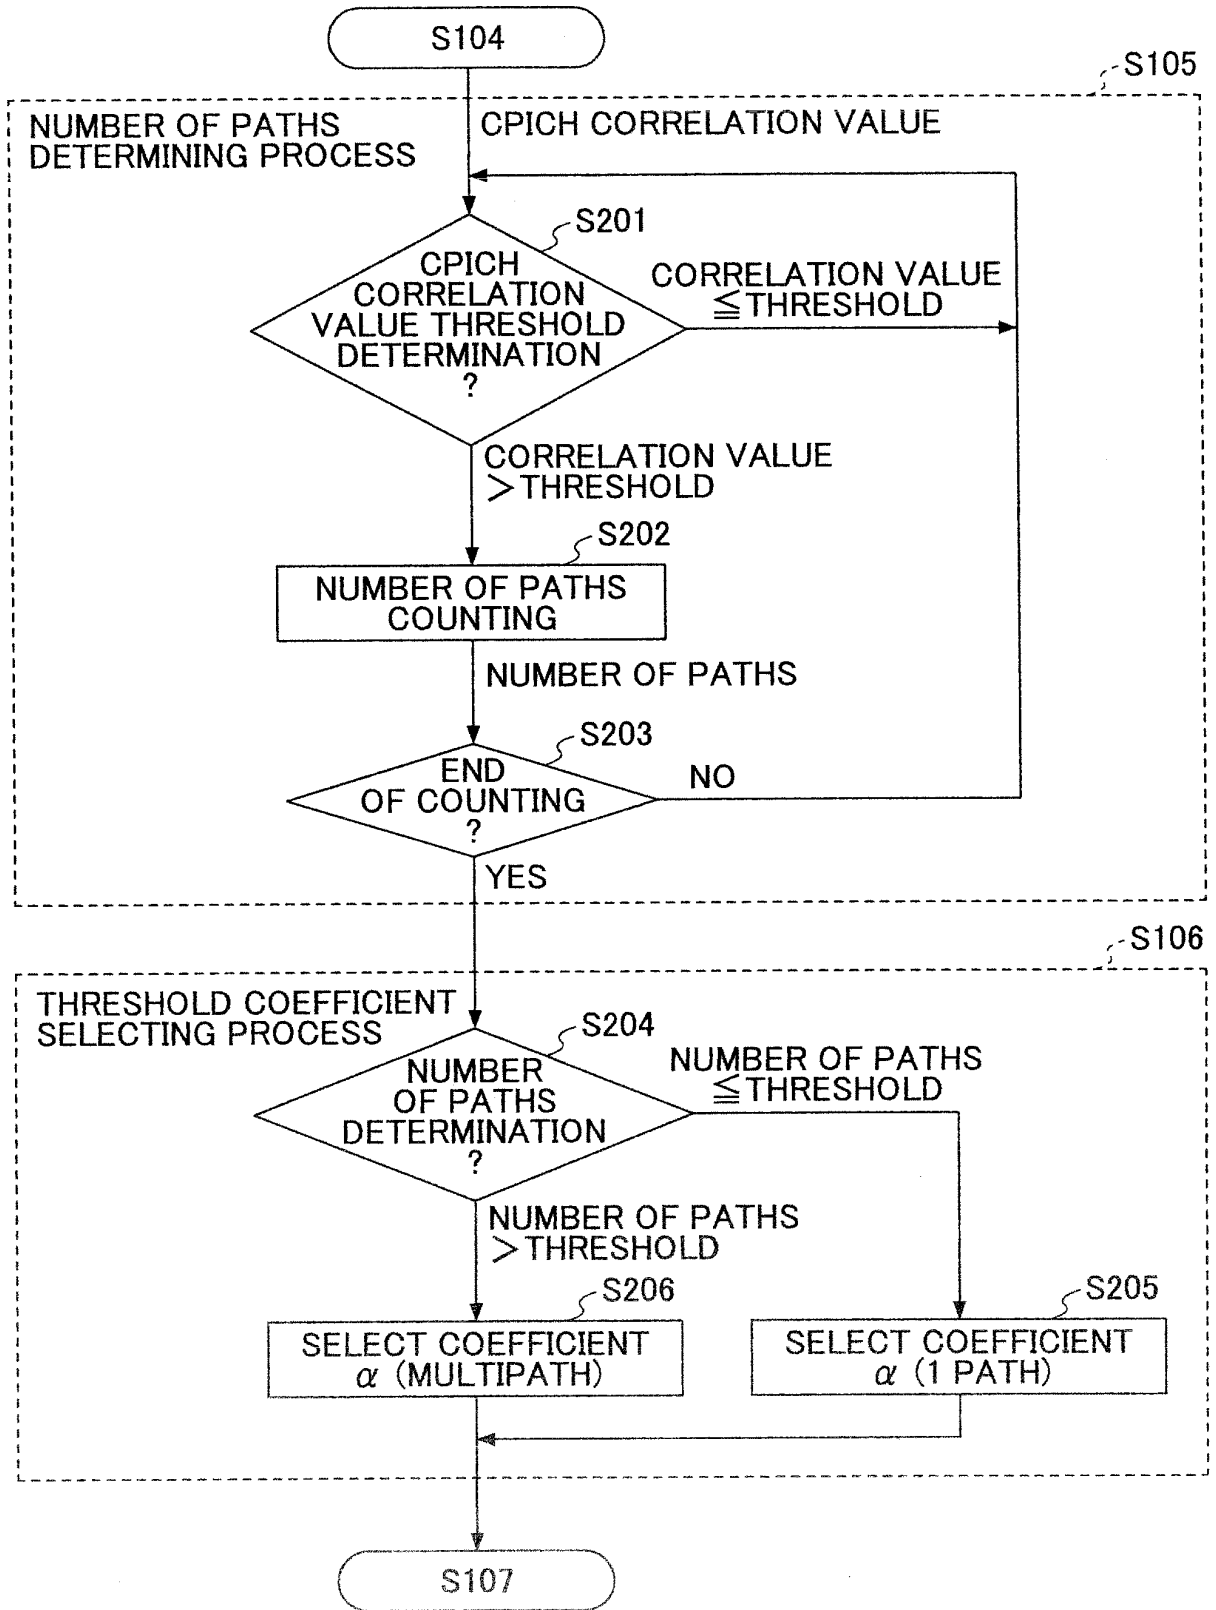 S104
S105
NUMBER OF PATHS
DETERMINING PROCESS
CPICH CORRELATION VALUE
S201
CPICH
CORRELATION
VALUE THRESHOLD
DETERMINATION
?
CORRELATION VALUE
≦THRESHOLD
CORRELATION VALUE
>THRESHOLD
S202
NUMBER OF PATHS
COUNTING
NUMBER OF PATHS
S203
END
OF COUNTING
?
NO
YES
S106
THRESHOLD COEFFICIENT
SELECTING PROCESS
S204
NUMBER
OF PATHS
DETERMINATION
?
NUMBER OF PATHS
≦THRESHOLD
NUMBER OF PATHS
>THRESHOLD
S206
SELECT COEFFICIENT
α (MULTIPATH)
S205
SELECT COEFFICIENT
α (1 PATH)
S107